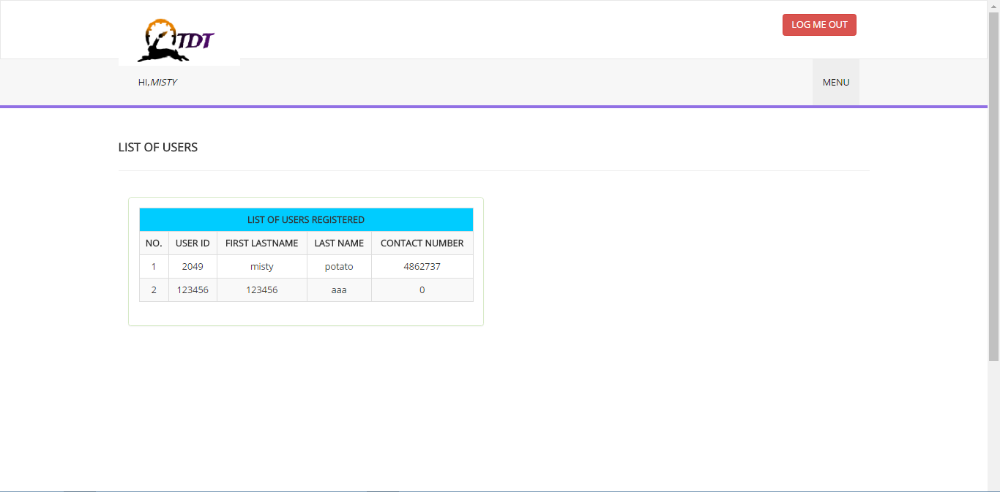 TDT
LOG ME OUT
HI,MISTY
MENU
LIST OF USERS
LIST OF USERS REGISTERED
NO. USER ID FIRST LASTNAME LAST NAME CONTACT NUMBER
1 2049 misty potato 4862737
2 123456 123456 aaa 0